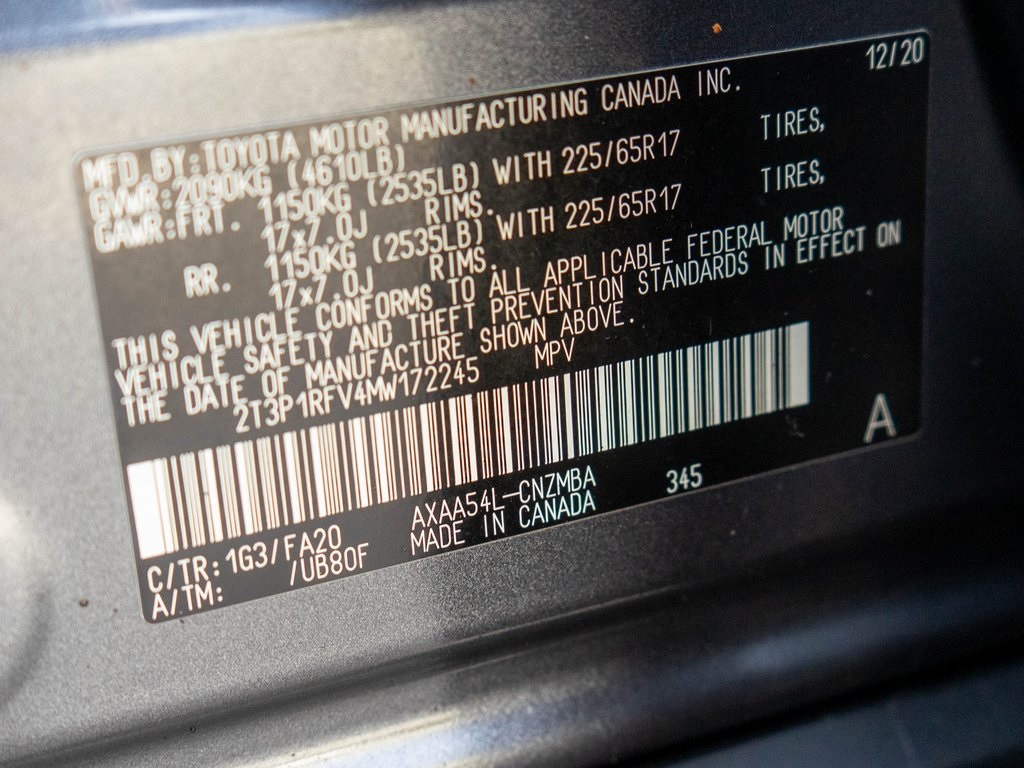 12/20
MFD.BY:TOYOTA MOTOR MANUFACTURING CANADA INC.
GVWR:2090KG (4610LB)
GAWR:FRT. 1150KG (2535LB) WITH 225/65R17 TIRES,
17x7.0J RIMS.
RR. 1150KG (2535LB) WITH 225/65R17 TIRES,
17x7.0J RIMS.
THIS VEHICLE CONFORMS TO ALL APPLICABLE FEDERAL MOTOR
VEHICLE SAFETY AND THEFT PREVENTION STANDARDS IN EFFECT ON
THE DATE OF MANUFACTURE SHOWN ABOVE.
2T3P1RFV4MW172245 MPV
A
AXAA54L-CNZMBA 345
C/TR:1G3/FA20 MADE IN CANADA
A/TM: /UB80F